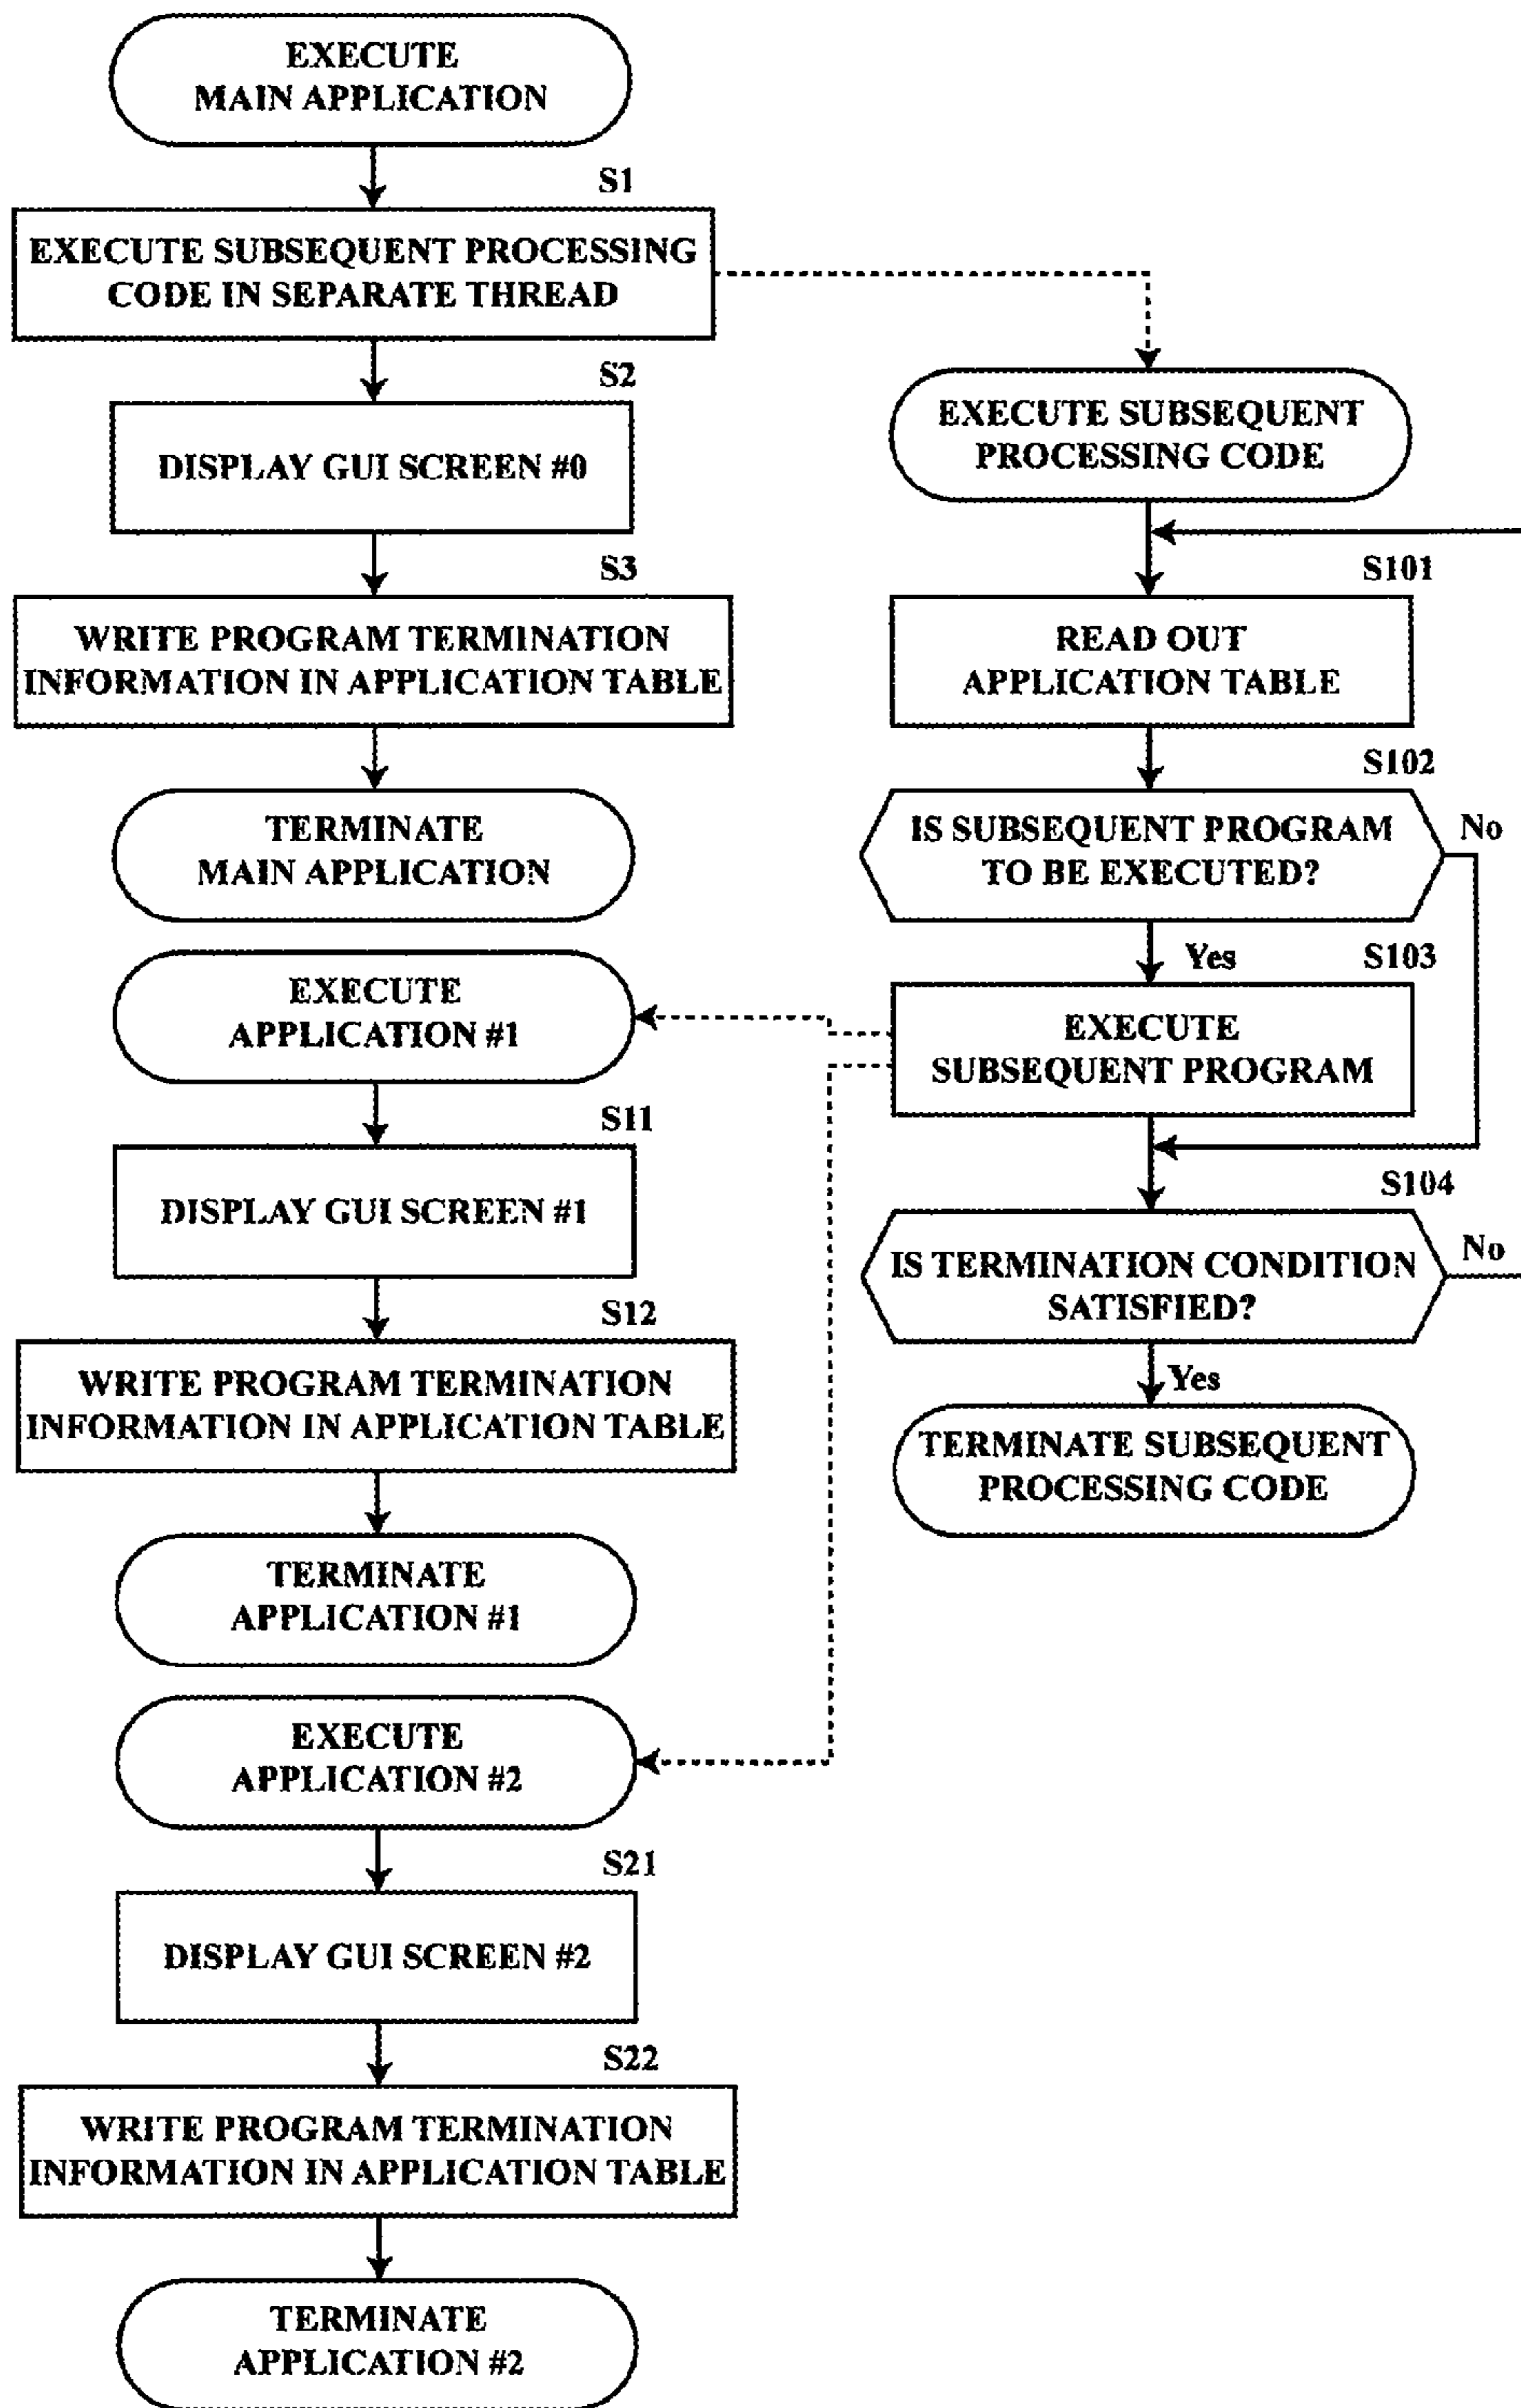 EXECUTE
MAIN APPLICATION
S1
EXECUTE SUBSEQUENT PROCESSING
CODE IN SEPARATE THREAD
S2
DISPLAY GUI SCREEN #0
S3
WRITE PROGRAM TERMINATION
INFORMATION IN APPLICATION TABLE
TERMINATE
MAIN APPLICATION
EXECUTE
APPLICATION #1
S11
DISPLAY GUI SCREEN #1
S12
WRITE PROGRAM TERMINATION
INFORMATION IN APPLICATION TABLE
TERMINATE
APPLICATION #1
EXECUTE
APPLICATION #2
S21
DISPLAY GUI SCREEN #2
S22
WRITE PROGRAM TERMINATION
INFORMATION IN APPLICATION TABLE
TERMINATE
APPLICATION #2
EXECUTE SUBSEQUENT
PROCESSING CODE
S101
READ OUT
APPLICATION TABLE
S102
IS SUBSEQUENT PROGRAM
TO BE EXECUTED?
No
Yes
S103
EXECUTE
SUBSEQUENT PROGRAM
S104
IS TERMINATION CONDITION
SATISFIED?
No
Yes
TERMINATE SUBSEQUENT
PROCESSING CODE